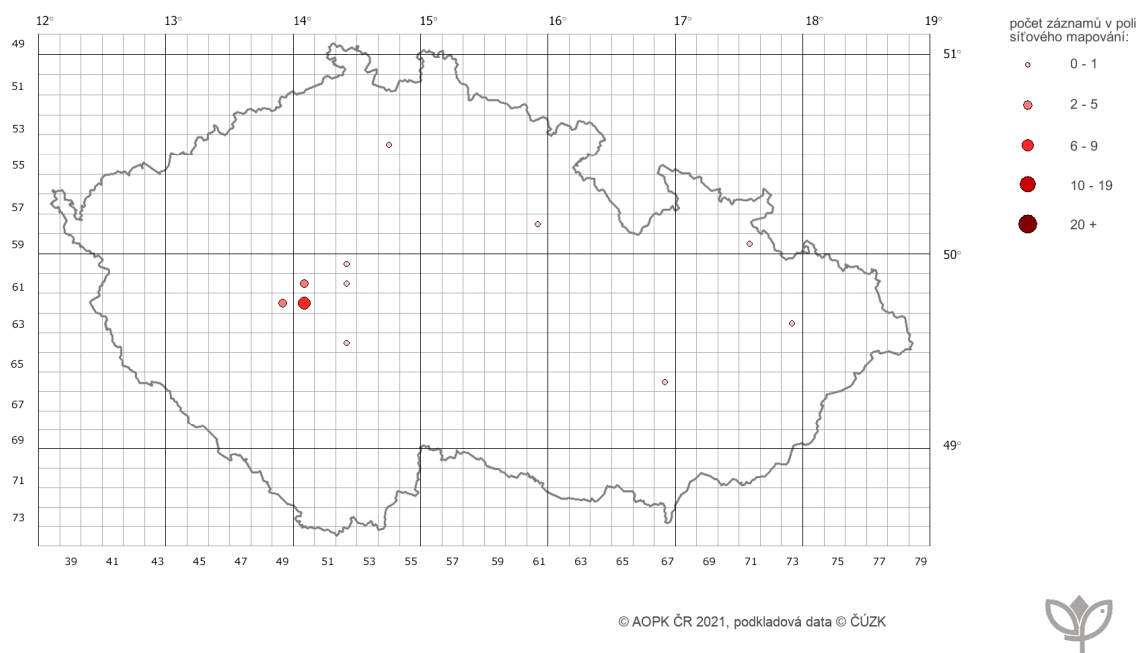 12° 13° 14° 15° 16° 17° 18° 19°
počet záznamů v poli
síťového mapování:
49
51°
0 - 1
51
2 - 5
53
6 - 9
55
10 - 19
57
20 +
59
50°
61
63
65
67
69
49°
71
73
39 41 43 45 47 49 51 53 55 57 59 61 63 65 67 69 71 73 75 77 79
© AOPK ČR 2021, podkladová data © ČÚZK